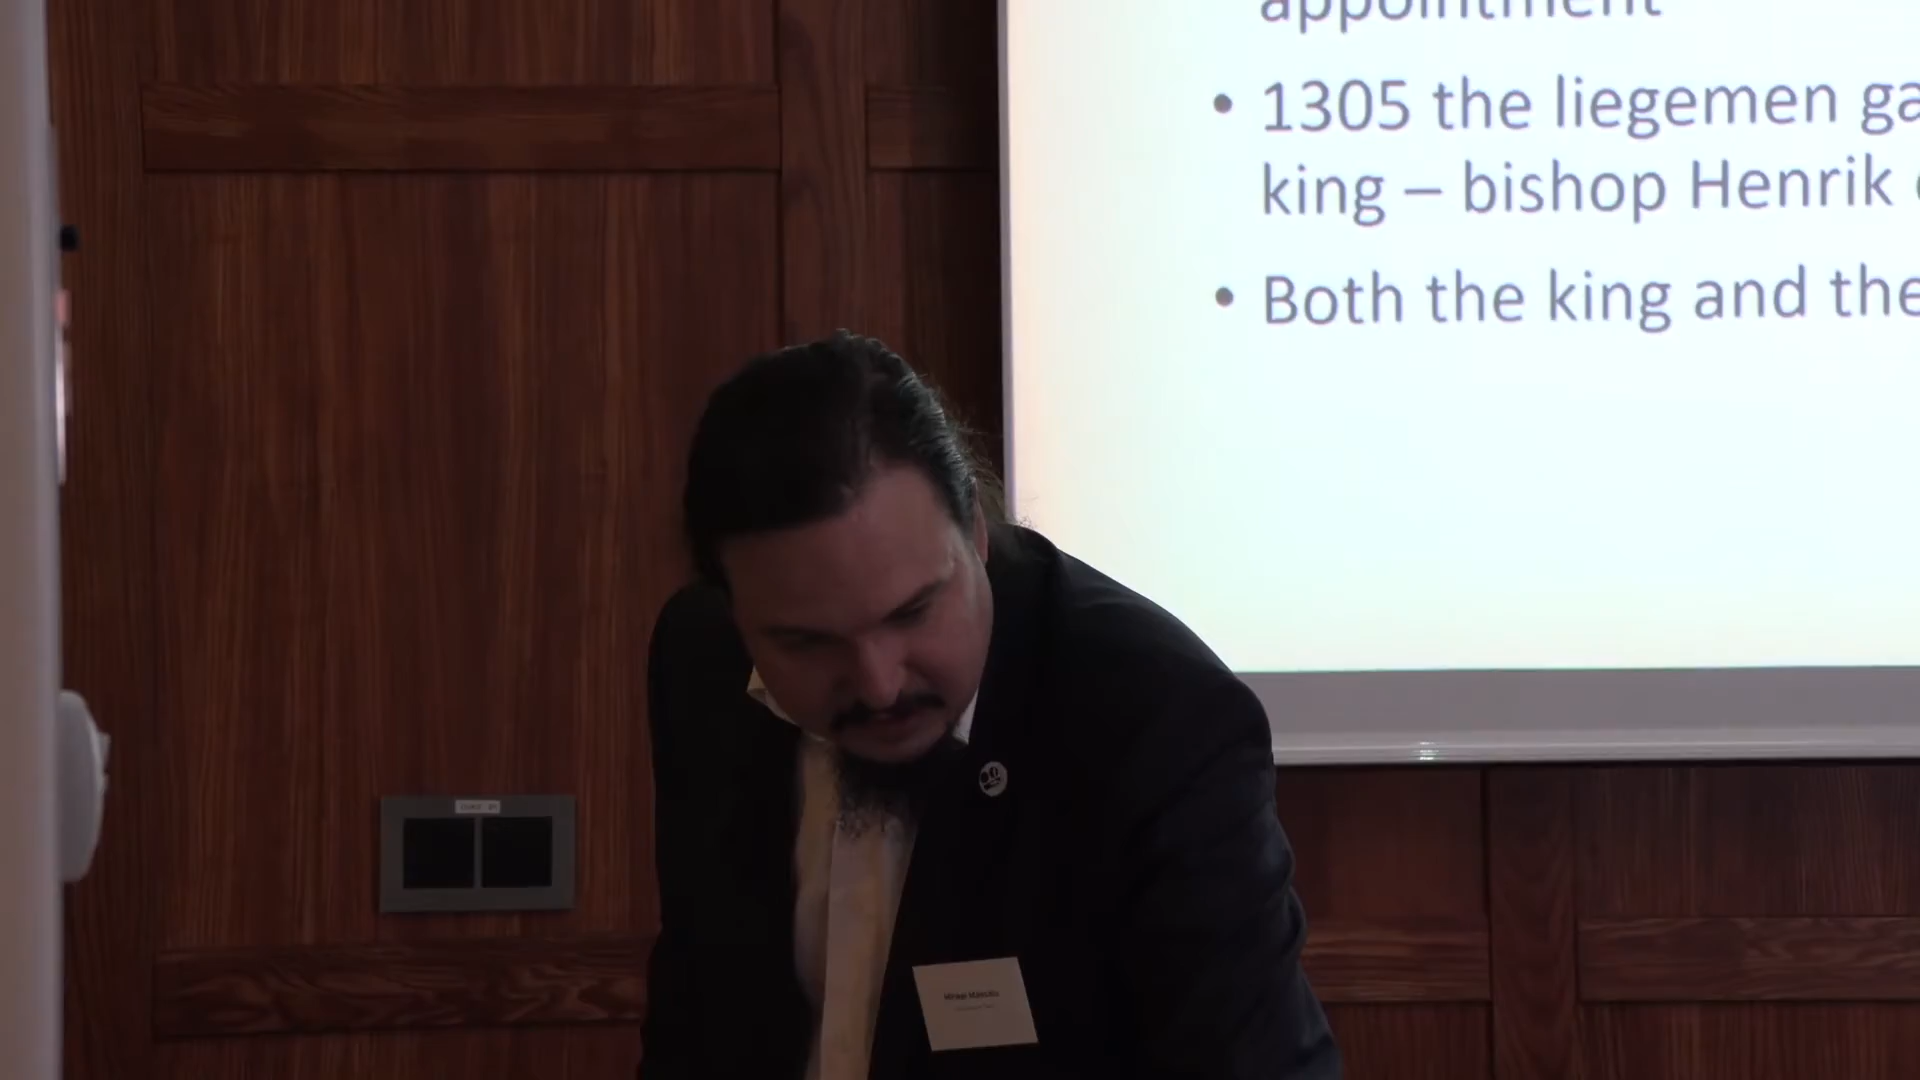 appointment
• 1305 the liegemen ga
king – bishop Henrik
• Both the king and the